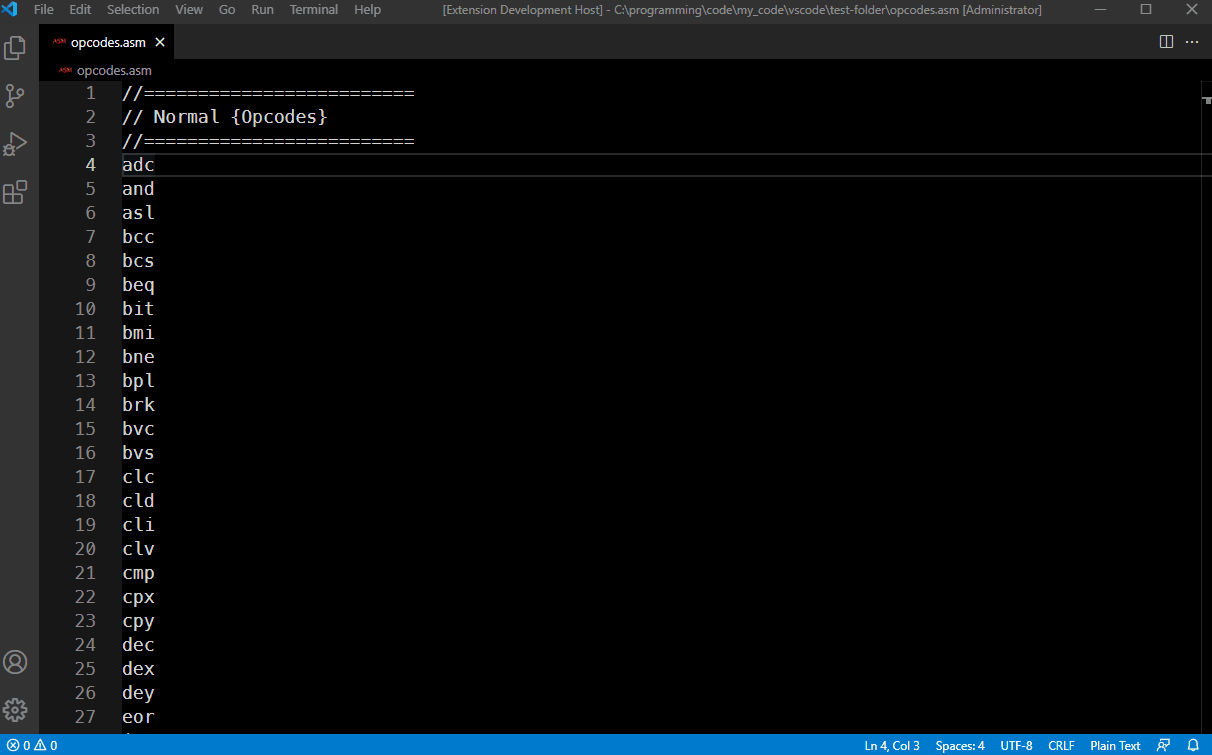 File Edit Selection View Go Run Terminal Help [Extension Development Host] - C:\programming\code\my_code\vscode\test-folder\opcodes.asm [Administrator]
ASM opcodes.asm
ASM opcodes.asm
1 //=========================
2 // Normal {Opcodes}
3 //=========================
4 adc
5 and
6 asl
7 bcc
8 bcs
9 beq
10 bit
11 bmi
12 bne
13 bpl
14 brk
15 bvc
16 bvs
17 clc
18 cld
19 cli
20 clv
21 cmp
22 cpx
23 cpy
24 dec
25 dex
26 dey
27 eor
0 0 Ln 4, Col 3 Spaces: 4 UTF-8 CRLF Plain Text